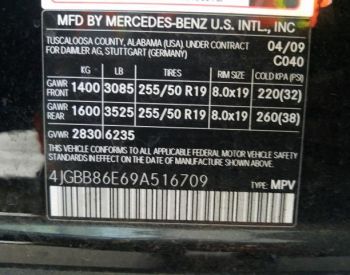 MFD BY MERCEDES-BENZ U.S. INTL., INC
TUSCALOOSA COUNTY, ALABAMA (USA), UNDER CONTRACT 04/09
FOR DAIMLER AG, STUTTGART (GERMANY) C040
KG LB TIRES RIM SIZE COLD KPA (PSI)
GAWR FRONT 1400 3085 255/50 R19 8.0x19 220(32)
GAWR REAR 1600 3525 255/50 R19 8.0x19 260(38)
GVWR 2830 6235
THIS VEHICLE CONFORMS TO ALL APPLICABLE FEDERAL MOTOR VEHICLE
THEFT PREVENTION STANDARDS IN EFFECT ON THE DATE OF
MANUFACTURE SHOWN ABOVE
4JGBB86E69A516709 TYPE: MPV